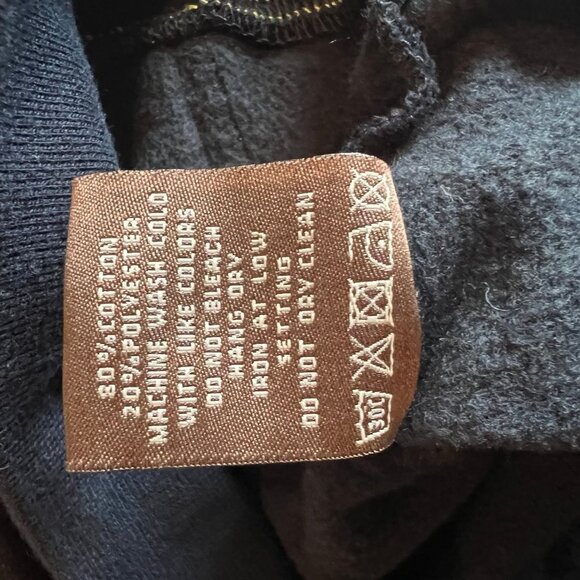 80%COTTON
20%POLYESTER
MACHINE WASH COLD
WITH LIKE COLORS
DO NOT BLEACH
HANG DRY
IRON AT LOW
SETTING
DO NOT DRY CLEAN
30C